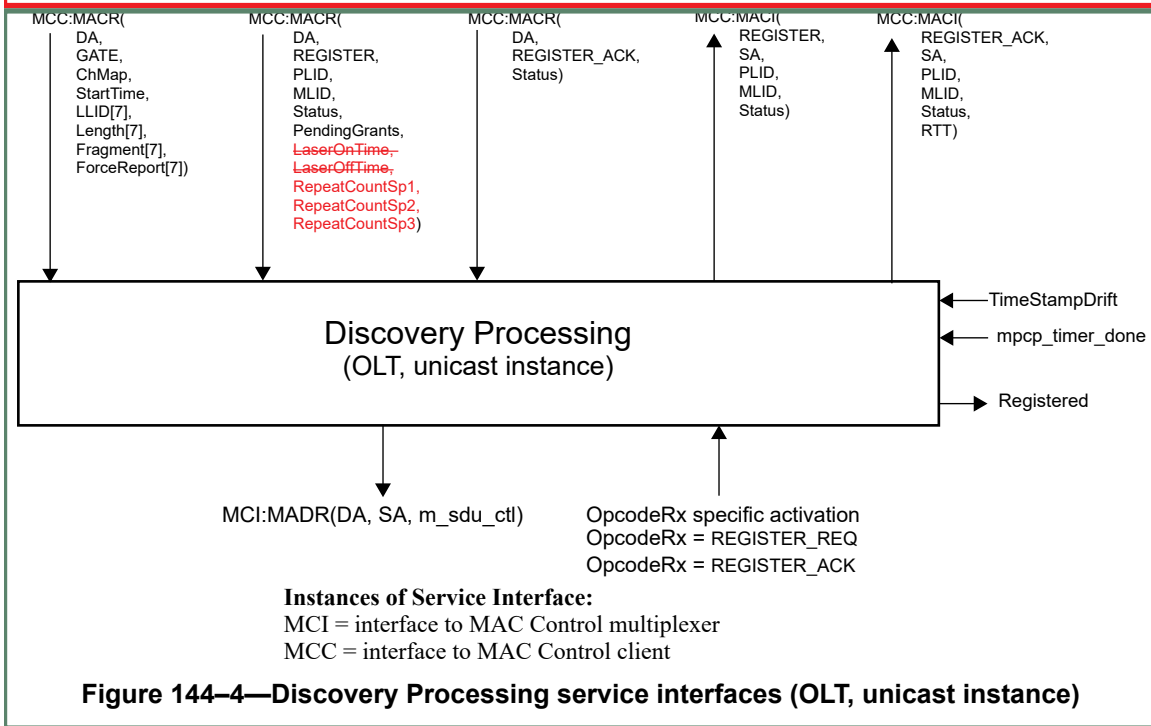 MCC:MACR(
DA,
GATE,
ChMap,
StartTime,
LLID[7],
Length[7],
Fragment[7],
ForceReport[7])
MCC:MACR(
DA,
REGISTER,
PLID,
MLID,
Status,
PendingGrants,
LaserOnTime,
LaserOffTime,
RepeatCountSp1,
RepeatCountSp2,
RepeatCountSp3)
MCC:MACR(
DA,
REGISTER_ACK,
Status)
MCC:MACI(
REGISTER,
SA,
PLID,
MLID,
Status)
MCC:MACI(
REGISTER_ACK,
SA,
PLID,
MLID,
Status,
RTT)
Discovery Processing
(OLT, unicast instance)
TimeStampDrift
mpcp_timer_done
Registered
MCI:MADR(DA, SA, m_sdu_ctl)
OpcodeRx specific activation
OpcodeRx = REGISTER_REQ
OpcodeRx = REGISTER_ACK
Instances of Service Interface:
MCI = interface to MAC Control multiplexer
MCC = interface to MAC Control client
Figure 144–4—Discovery Processing service interfaces (OLT, unicast instance)